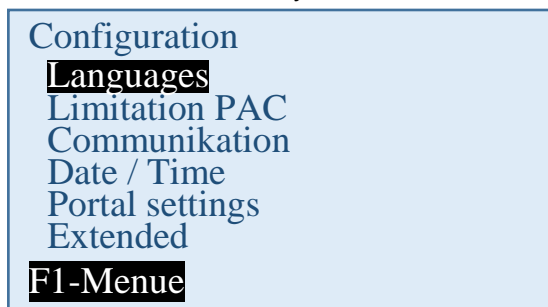 Configuration
Languages
Limitation PAC
Communikation
Date / Time
Portal settings
Extended
F1-Menue